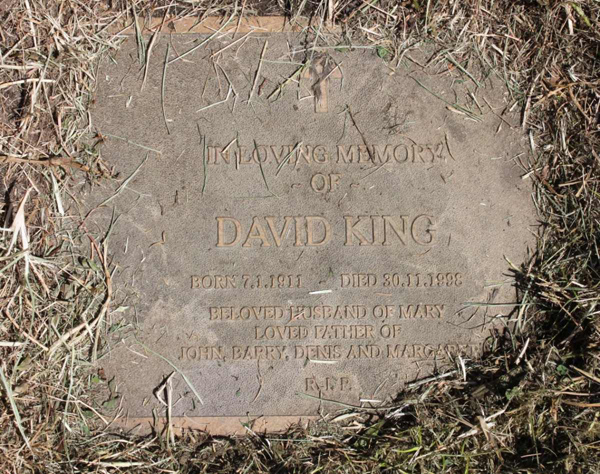 IN LOVING MEMORY
- OF -
DAVID KING
BORN 7.1.1911 DIED 30.11.1998
BELOVED HUSBAND OF MARY
LOVED FATHER OF
JOHN, BARRY, DENIS AND MARGARET
R.I.P.